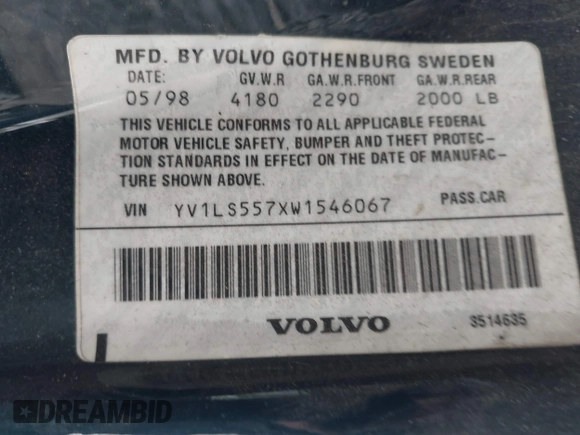 MFD. BY VOLVO GOTHENBURG SWEDEN
DATE: GV.W.R GA.W.R.FRONT GA.W.R.REAR
05/98 4180 2290 2000 LB
THIS VEHICLE CONFORMS TO ALL APPLICABLE FEDERAL
MOTOR VEHICLE SAFETY, BUMPER AND THEFT PROTEC-
TION STANDARDS IN EFFECT ON THE DATE OF MANUFAC-
TURE SHOWN ABOVE.
VIN YV1LS557XW1546067 PASS.CAR
VOLVO 3514635
DREAMBID